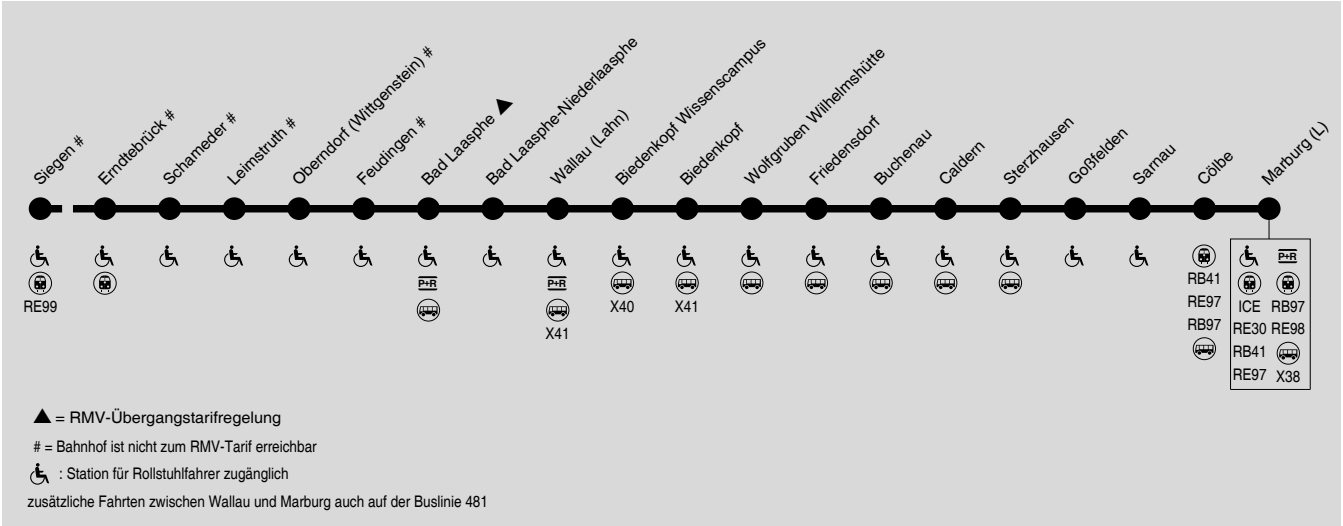 Siegen #
Erndtebrück #
Schameder #
Leimstruth #
Oberndorf (Wittgenstein) #
Feudingen #
Bad Laasphe ▲
Bad Laasphe-Niederlaasphe
Wallau (Lahn)
Biedenkopf Wissenscampus
Biedenkopf
Wolfgruben Wilhelmshütte
Friedensdorf
Buchenau
Caldern
Sterzhausen
Goßfelden
Sarnau
Cölbe
Marburg (L)
RE99
P+R
P+R
X41
X40
X41
RB41
RE97
RB97
P+R
ICE RB97
RE30 RE98
RB41
RE97 X38
▲ = RMV-Übergangstarifregelung
# = Bahnhof ist nicht zum RMV-Tarif erreichbar
: Station für Rollstuhlfahrer zugänglich
zusätzliche Fahrten zwischen Wallau und Marburg auch auf der Buslinie 481